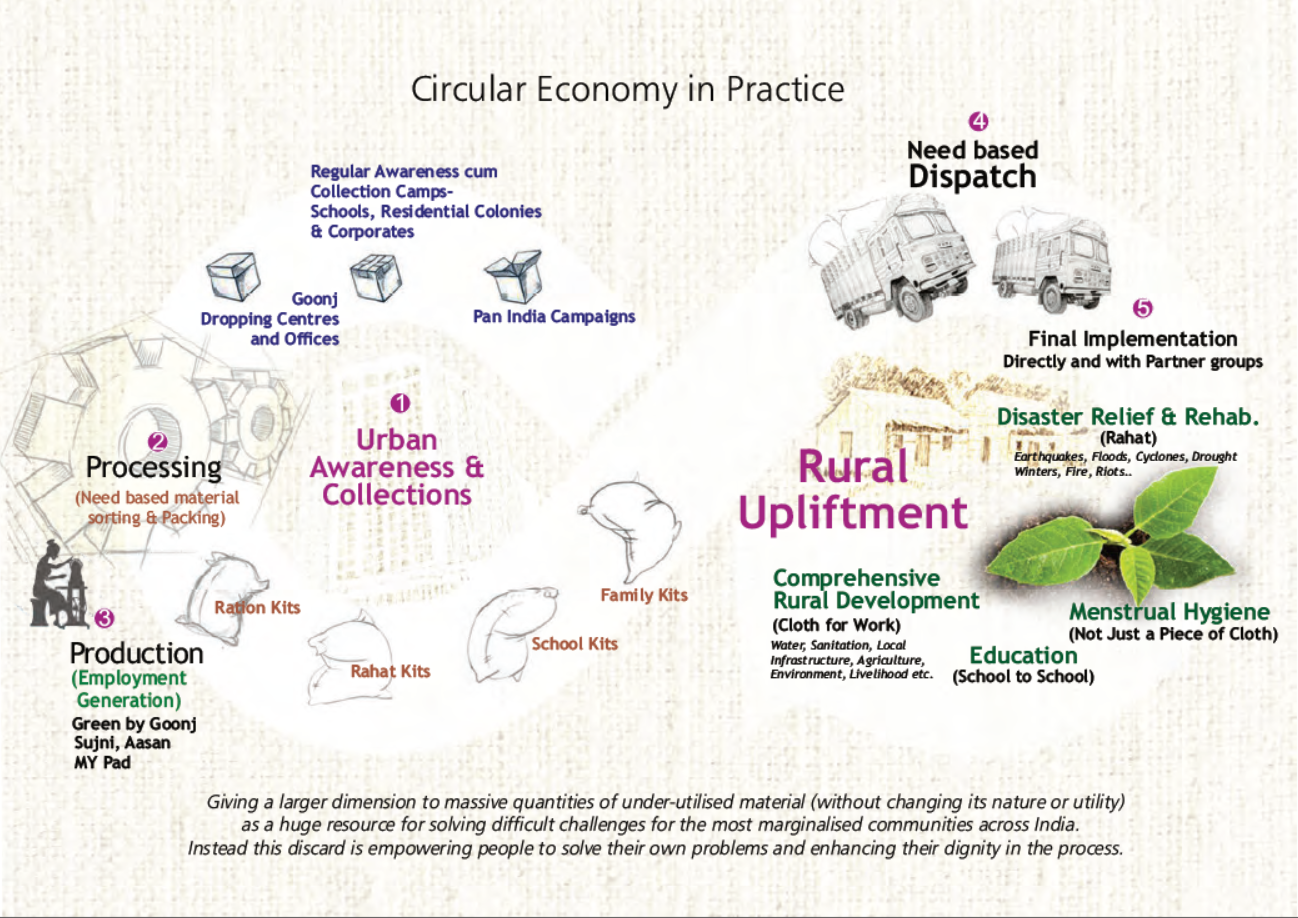 Circular Economy in Practice
Regular Awareness cum
Collection Camps-
Schools, Residential Colonies
& Corporates
Goonj
Dropping Centres
and Offices
Pan India Campaigns
1
Urban
Awareness &
Collections
2
Processing
(Need based material
sorting & Packing)
3
Production
(Employment
Generation)
Green by Goonj
Sujni, Aasan
MY Pad
Ration Kits
Rahat Kits
School Kits
Family Kits
4
Need based
Dispatch
5
Final Implementation
Directly and with Partner groups
Rural
Upliftment
Disaster Relief & Rehab.
(Rahat)
Earthquakes, Floods, Cyclones, Drought
Winters, Fire, Riots..
Comprehensive
Rural Development
(Cloth for Work)
Water, Sanitation, Local
Infrastructure, Agriculture,
Environment, Livelihood etc.
Education
(School to School)
Menstrual Hygiene
(Not Just a Piece of Cloth)
Giving a larger dimension to massive quantities of under-utilised material (without changing its nature or utility)
as a huge resource for solving difficult challenges for the most marginalised communities across India.
Instead this discard is empowering people to solve their own problems and enhancing their dignity in the process.